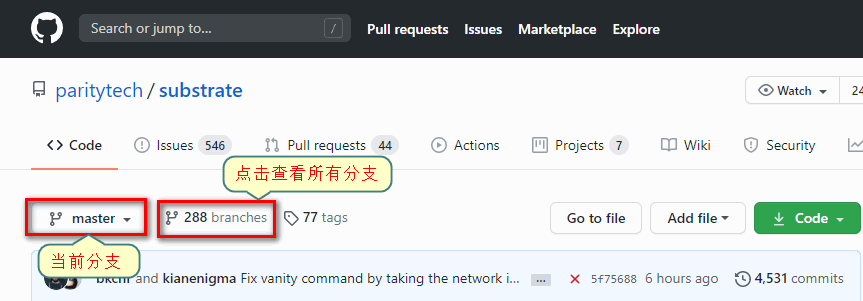 Search or jump to...
/
Pull requests
Issues
Marketplace
Explore
paritytech / substrate
Watch
24
Code
Issues 546
Pull requests 44
Actions
Projects 7
Wiki
Security
点击查看所有分支
master
288 branches
77 tags
Go to file
Add file
Code
当前分支
and kianenigma Fix vanity command by taking the network i...
...
5f75688
6 hours ago
4,531 commits